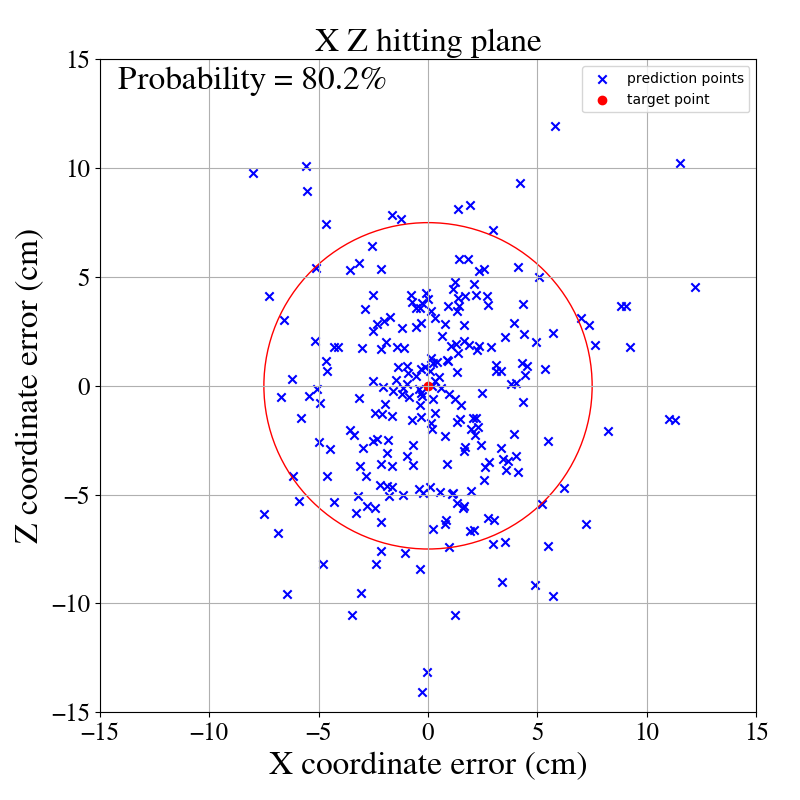 X Z hitting plane
Probability = 80.2%
prediction points
target point
Z coordinate error (cm)
15
10
5
0
−5
−10
−15
−15 −10 −5 0 5 10 15
X coordinate error (cm)